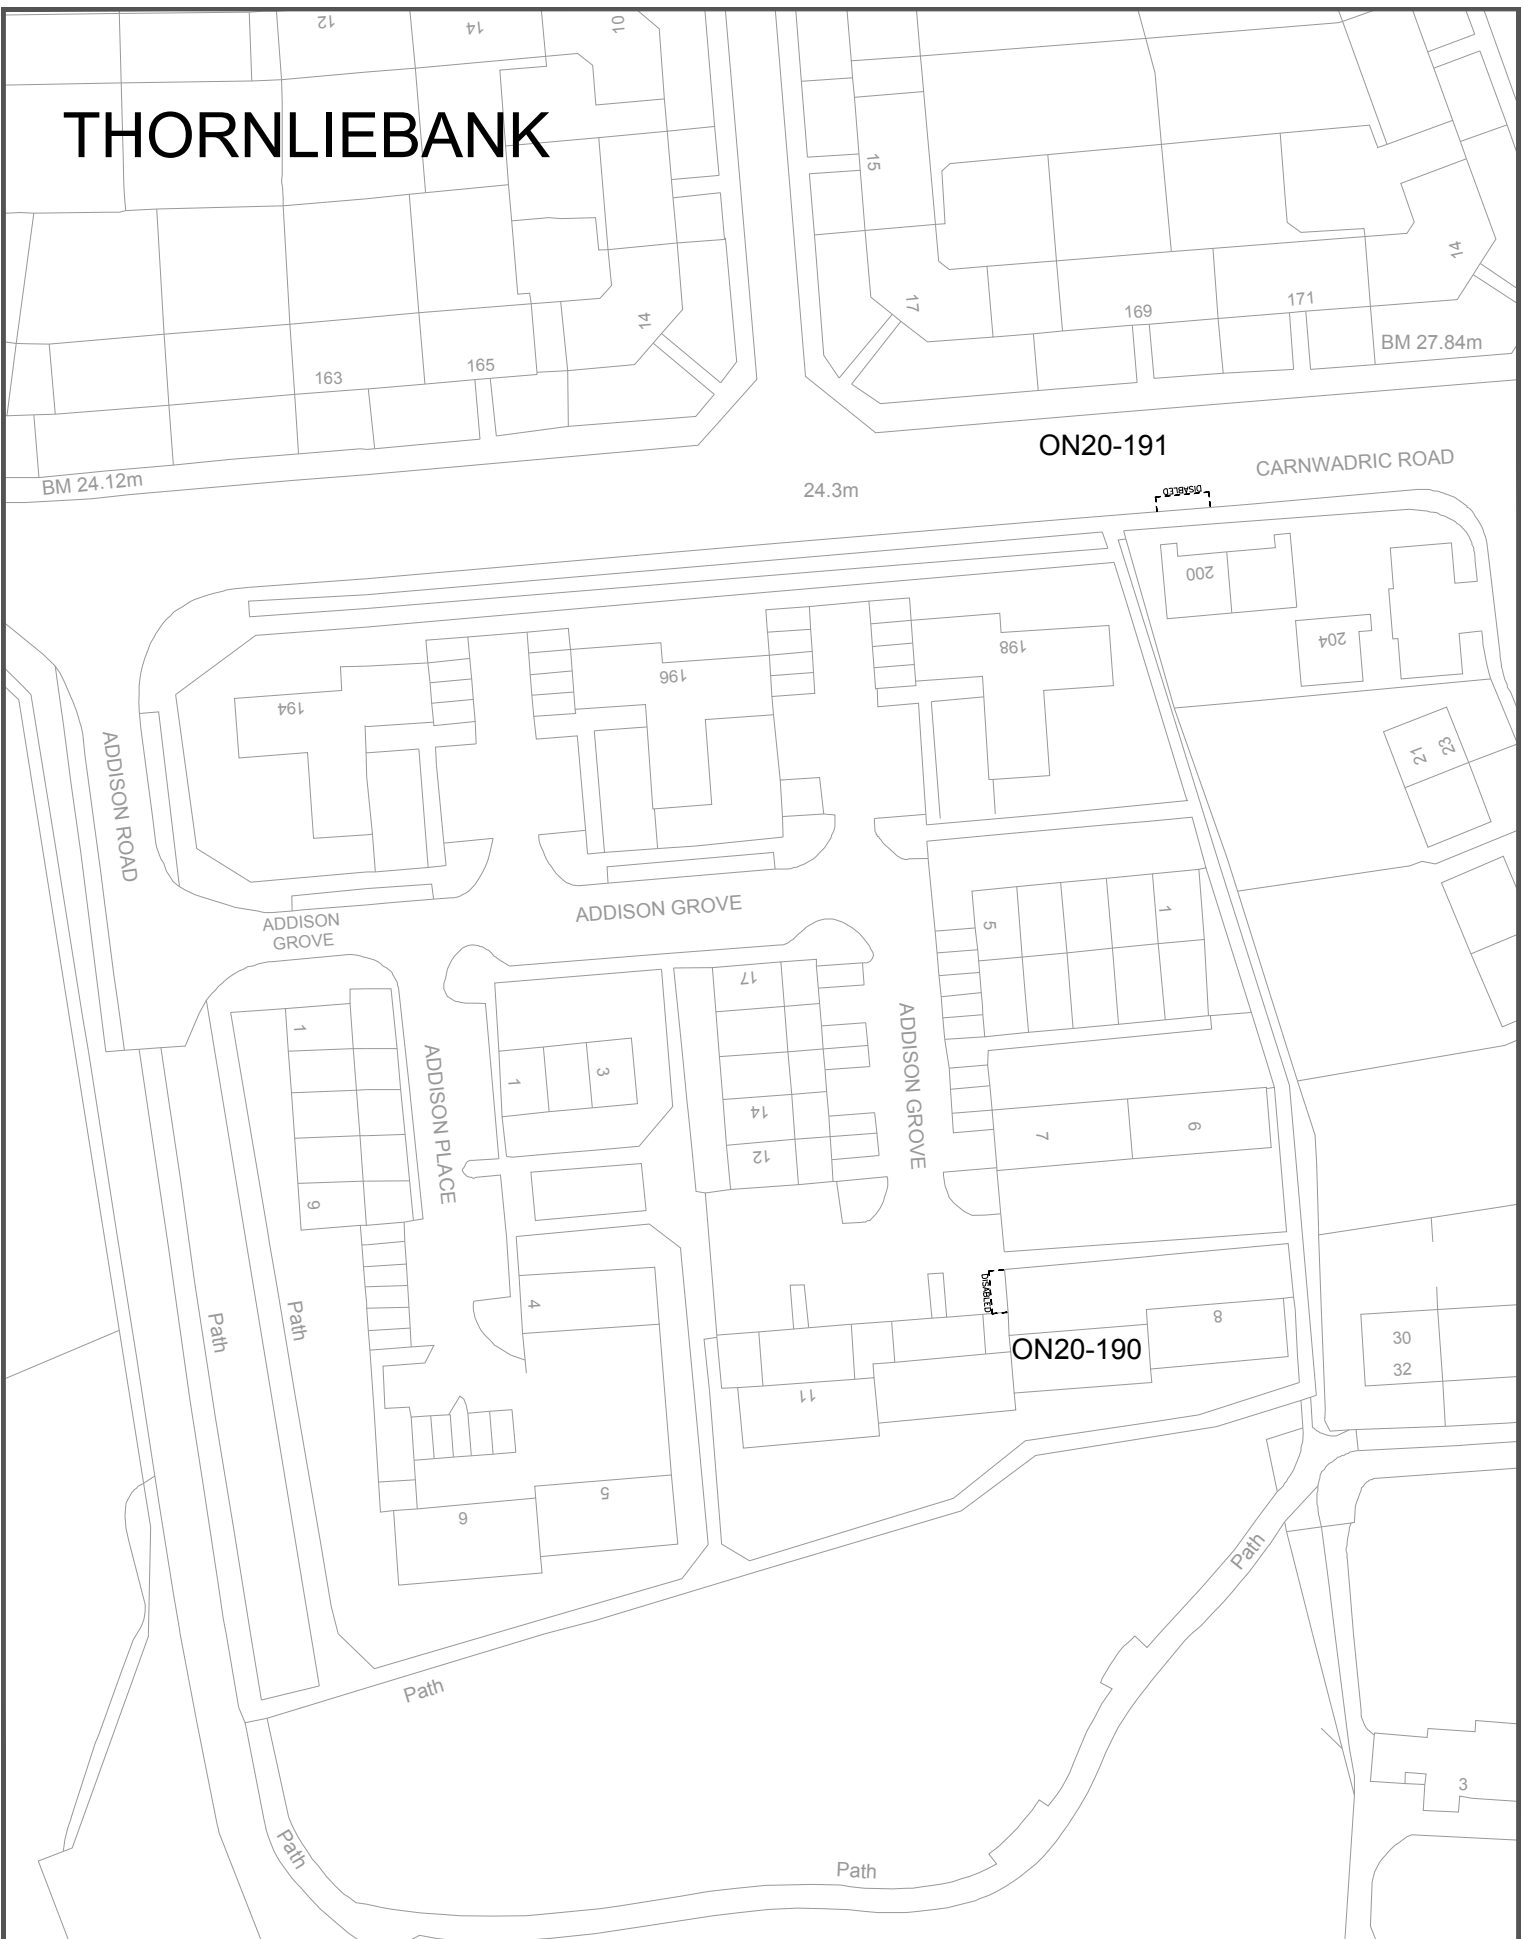 12
14
10
THORNLIEBANK
15
14
17
14
169
171
BM 27.84m
163
165
ON20-191
CARNWADRIC ROAD
BM 24.12m
24.3m
DISABLED
200
204
198
196
194
21
23
ADDISON ROAD
ADDISON GROVE
ADDISON
GROVE
5
1
17
1
ADDISON PLACE
1
3
14
12
ADDISON GROVE
7
6
9
4
DISABLED
8
ON20-190
11
30
32
Path
Path
5
6
Path
Path
3
Path
Path